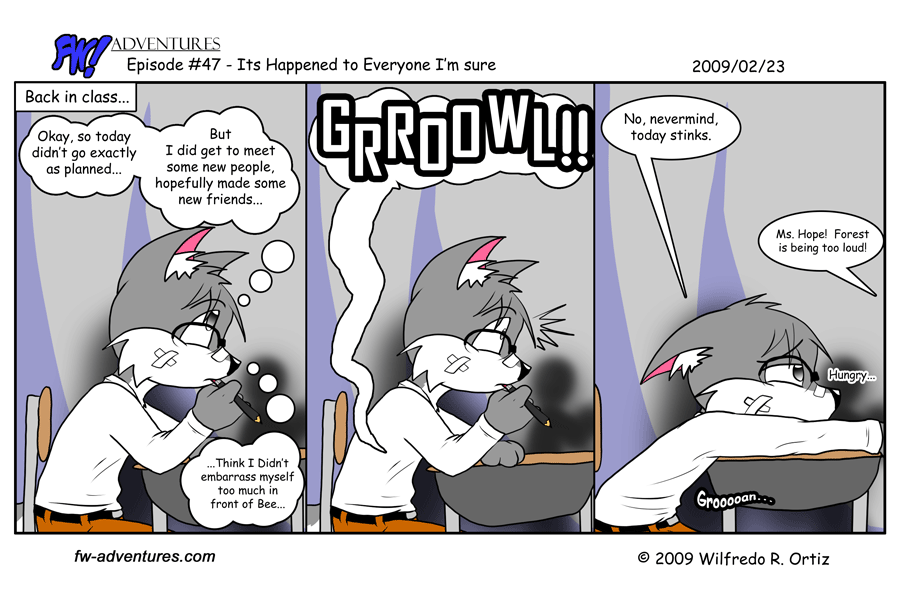 FW! ADVENTURES
Episode #47 - Its Happened to Everyone I'm sure
2009/02/23
Back in class...
Okay, so today
didn't go exactly
as planned...
But
I did get to meet
some new people,
hopefully made some
new friends...
...Think I Didn't
embarrass myself
too much in
front of Bee...
GRROOWL!!
No, nevermind,
today stinks.
Ms. Hope! Forest
is being too loud!
Hungry...
Grooooan...
fw-adventures.com
© 2009 Wilfredo R. Ortiz